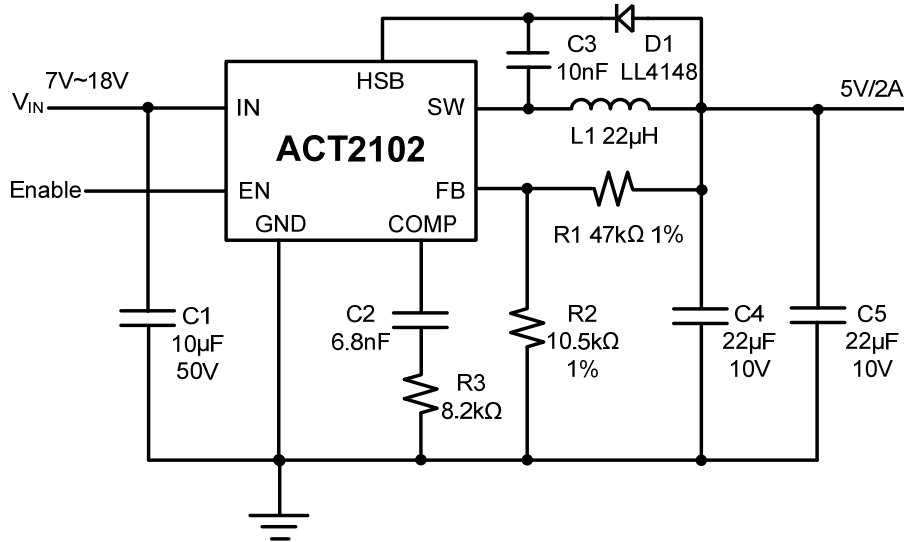 7V~18V
VIN
Enable
HSB
IN
SW
ACT2102
EN
FB
GND
COMP
C3
10nF
D1
LL4148
5V/2A
L1 22μH
R1 47kΩ 1%
C1
10μF
50V
C2
6.8nF
R3
8.2kΩ
R2
10.5kΩ
1%
C4
22μF
10V
C5
22μF
10V